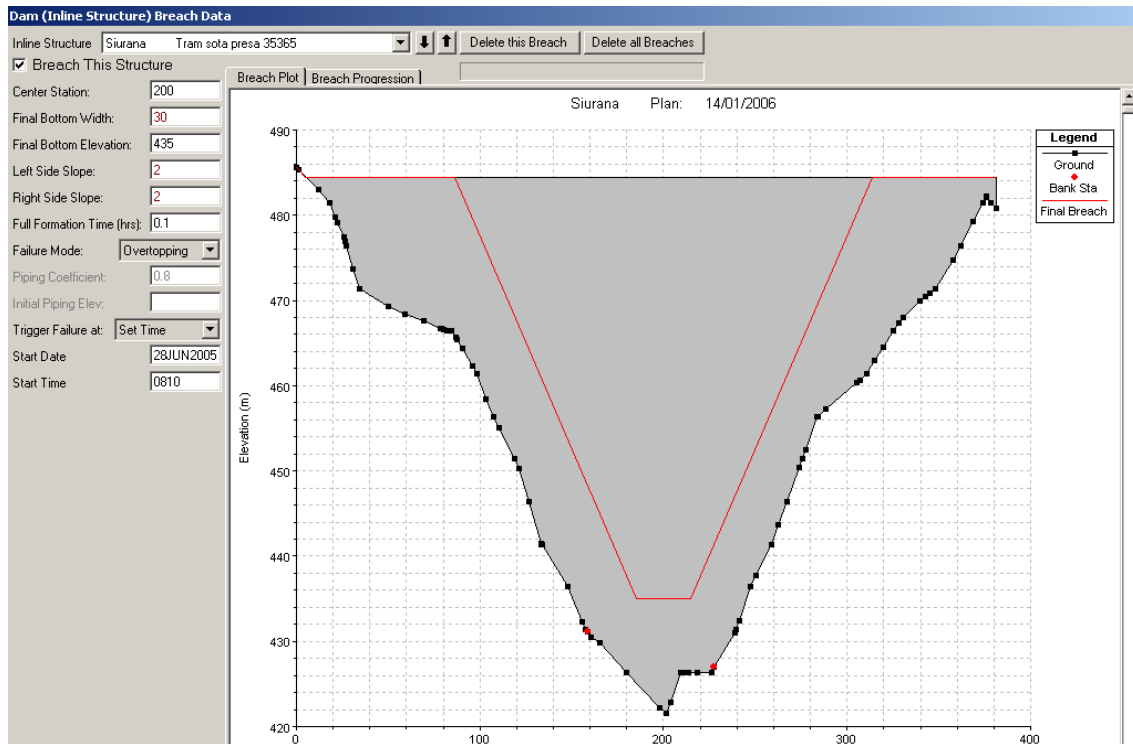 Dam (Inline Structure) Breach Data
Inline Structure Siurana Tram sota presa 35365 Delete this Breach Delete all Breaches
Breach This Structure
Breach Plot Breach Progression
Center Station: 200
Final Bottom Width: 30
Final Bottom Elevation: 435
Left Side Slope: 2
Right Side Slope: 2
Full Formation Time (hrs): 0.1
Failure Mode: Overtopping
Piping Coefficient: 0.8
Initial Piping Elev:
Trigger Failure at: Set Time
Start Date 28JUN2005
Start Time 0810
Siurana Plan: 14/01/2006
Elevation (m)
490
480
470
460
450
440
430
420
0 100 200 300 400
Legend
Ground
Bank Sta
Final Breach